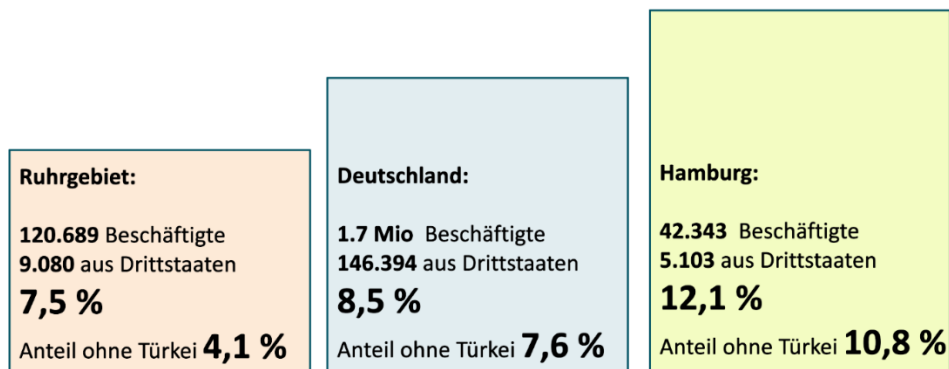 Ruhrgebiet:
120.689 Beschäftigte
9.080 aus Drittstaaten
7,5 %
Anteil ohne Türkei 4,1 %
Deutschland:
1.7 Mio Beschäftigte
146.394 aus Drittstaaten
8,5 %
Anteil ohne Türkei 7,6 %
Hamburg:
42.343 Beschäftigte
5.103 aus Drittstaaten
12,1 %
Anteil ohne Türkei 10,8 %